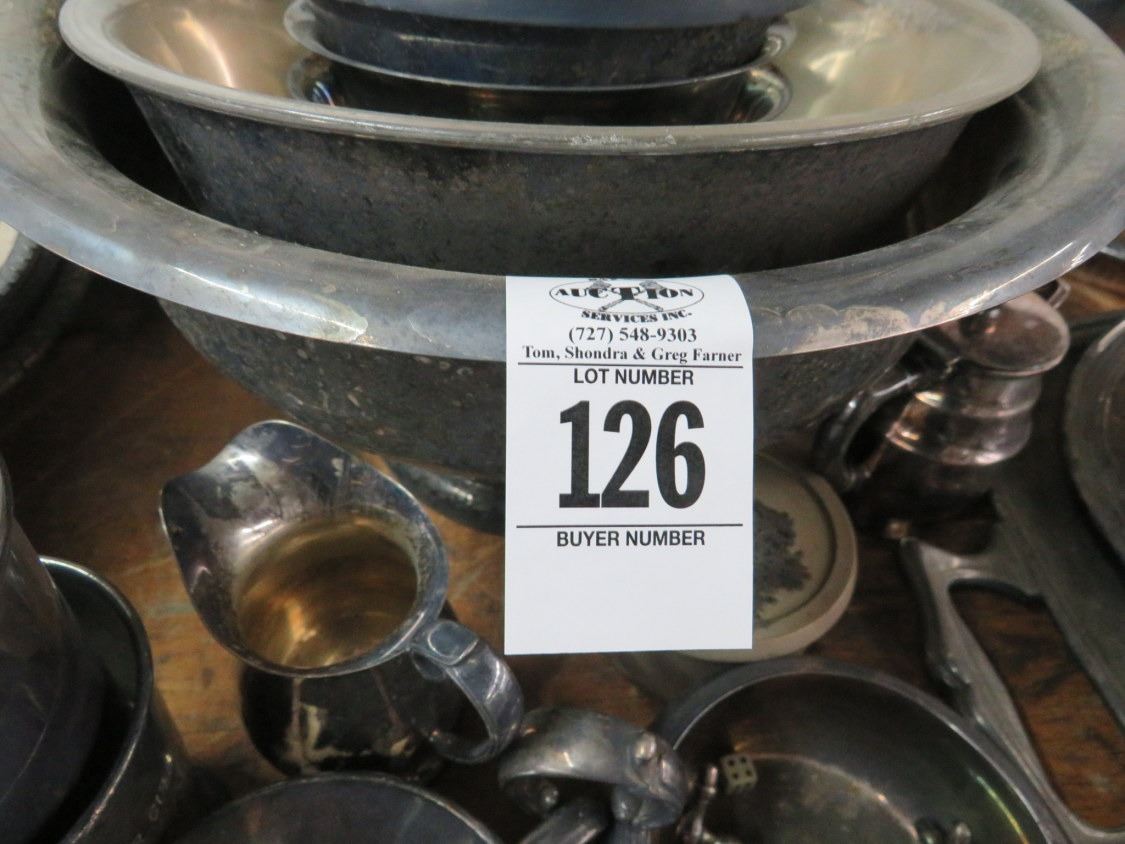 AUCTION
SERVICES INC.
(727) 548-9303
Tom, Shondra & Greg Farner
LOT NUMBER
126
BUYER NUMBER